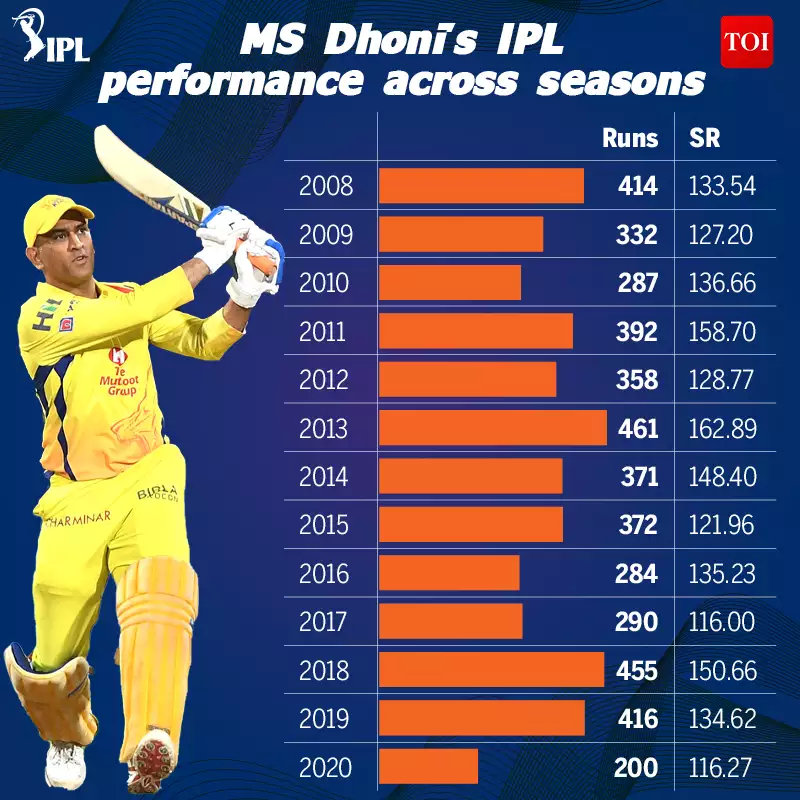 IPL
MS Dhoni's IPL
performance across seasons
TOI
Runs SR
2008 414 133.54
2009 332 127.20
2010 287 136.66
2011 392 158.70
2012 358 128.77
2013 461 162.89
2014 371 148.40
2015 372 121.96
2016 284 135.23
2017 290 116.00
2018 455 150.66
2019 416 134.62
2020 200 116.27
Mutoot
Group
CHARMINAR